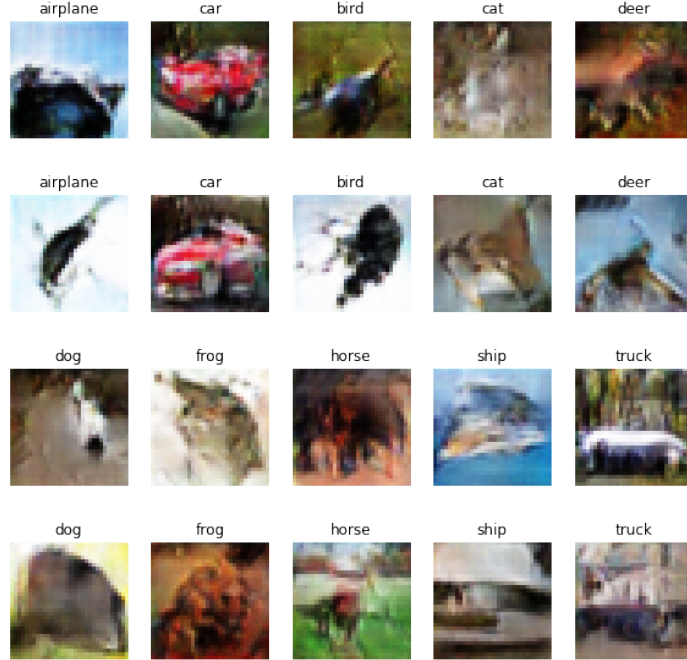 airplane car bird cat deer
airplane car bird cat deer
dog frog horse ship truck
dog frog horse ship truck